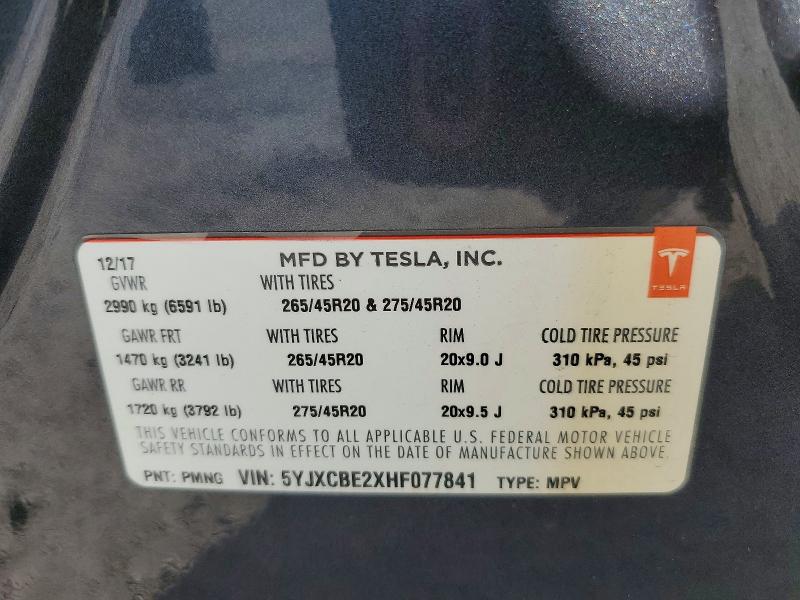 12/17 MFD BY TESLA, INC.
GVWR WITH TIRES
2990 kg (6591 lb) 265/45R20 & 275/45R20
TESLA
GAWR FRT WITH TIRES RIM COLD TIRE PRESSURE
1470 kg (3241 lb) 265/45R20 20x9.0 J 310 kPa, 45 psi
GAWR RR WITH TIRES RIM COLD TIRE PRESSURE
1720 kg (3792 lb) 275/45R20 20x9.5 J 310 kPa, 45 psi
THIS VEHICLE CONFORMS TO ALL APPLICABLE U.S. FEDERAL MOTOR VEHICLE
SAFETY STANDARDS IN EFFECT ON THE DATE OF MANUFACTURE SHOWN ABOVE.
PNT: PMNG VIN: 5YJXCBE2XHF077841 TYPE: MPV